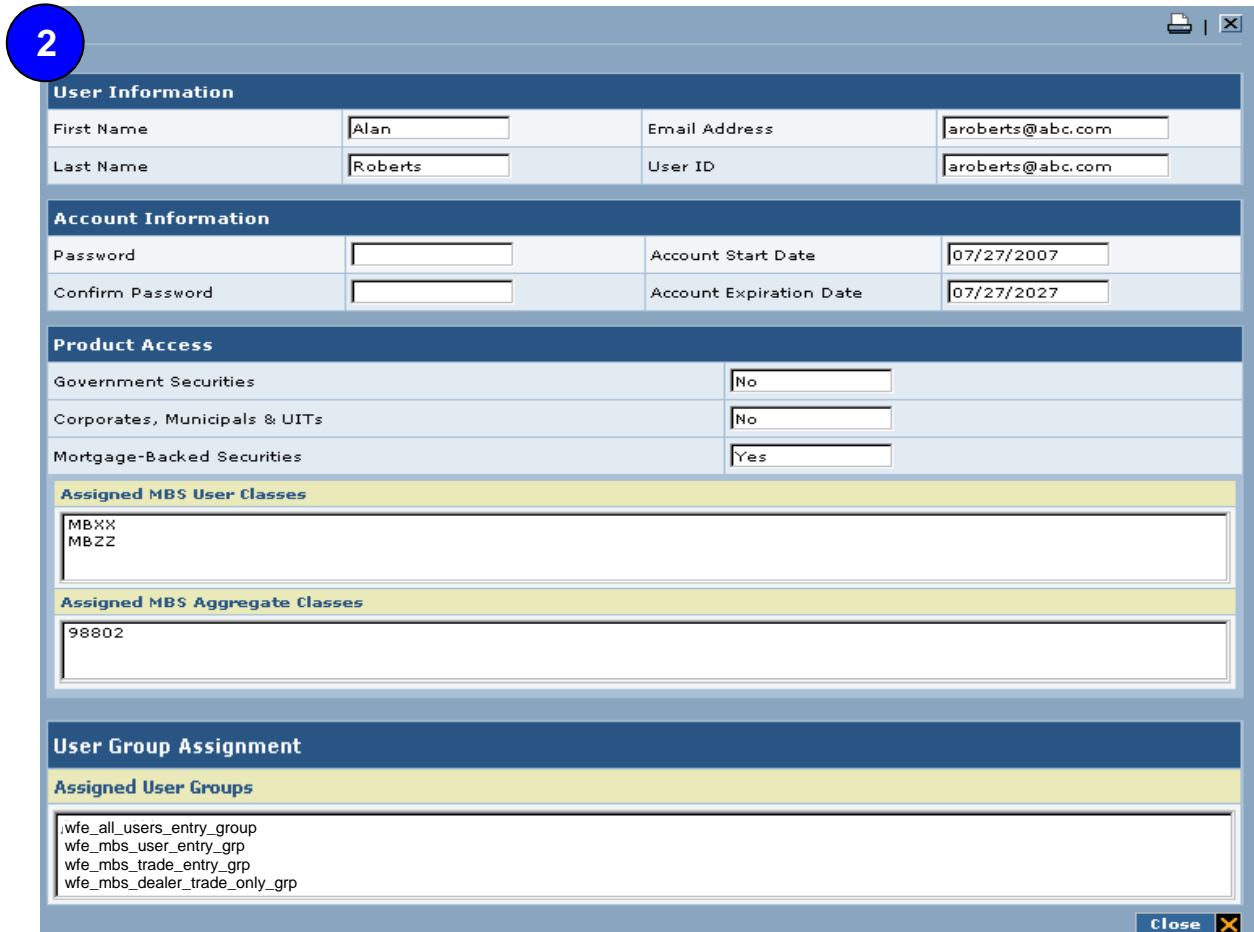 2
|
User Information
First Name Alan Email Address aroberts@abc.com
Last Name Roberts User ID aroberts@abc.com
Account Information
Password Account Start Date 07/27/2007
Confirm Password Account Expiration Date 07/27/2027
Product Access
Government Securities No
Corporates, Municipals & UITs No
Mortgage-Backed Securities Yes
Assigned MBS User Classes
MBXX
MBZZ
Assigned MBS Aggregate Classes
98802
User Group Assignment
Assigned User Groups
wfe_all_users_entry_group
wfe_mbs_user_entry_grp
wfe_mbs_trade_entry_grp
wfe_mbs_dealer_trade_only_grp
Close